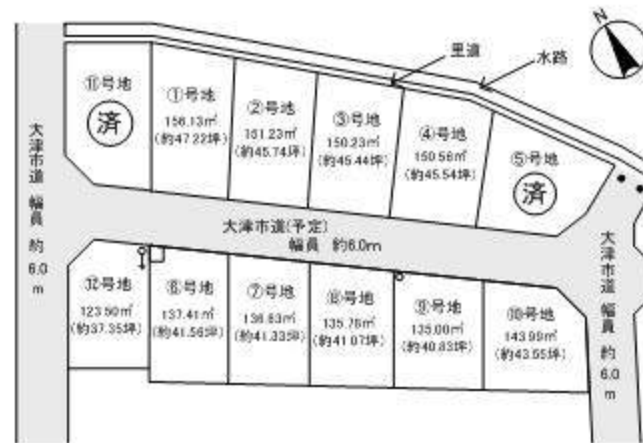 N
里道
水路
⑪号地
済
①号地
156.13㎡
(約47.22坪)
②号地
151.23㎡
(約45.74坪)
③号地
150.23㎡
(約45.44坪)
④号地
150.56㎡
(約45.54坪)
⑤号地
済
大津市道 幅員 約6.0m
大津市道(予定)
幅員 約6.0m
大津市道 幅員 約6.0m
⑫号地
123.50㎡
(約37.35坪)
⑥号地
137.41㎡
(約41.56坪)
⑦号地
136.63㎡
(約41.33坪)
⑧号地
135.78㎡
(約41.07坪)
⑨号地
135.00㎡
(約40.83坪)
⑩号地
143.99㎡
(約43.55坪)